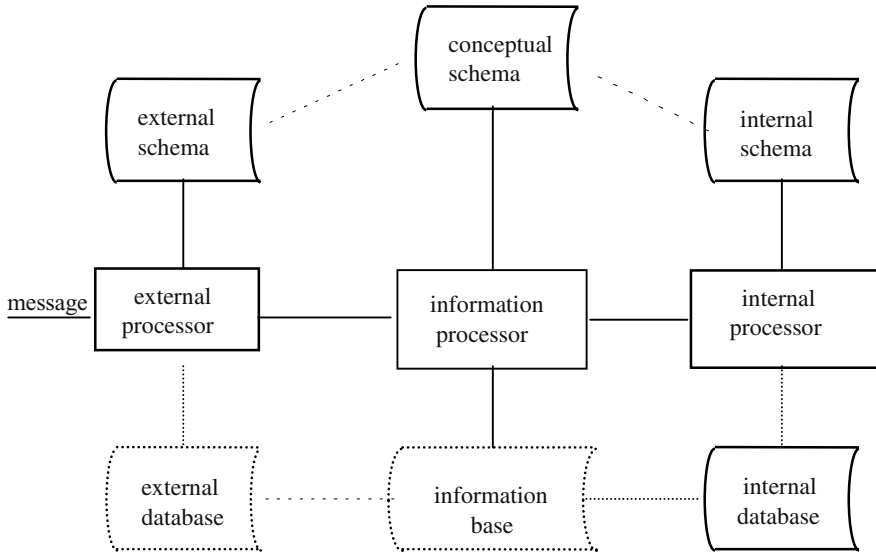 conceptual
schema
external
schema
internal
schema
message
external
processor
information
processor
internal
processor
external
database
information
base
internal
database